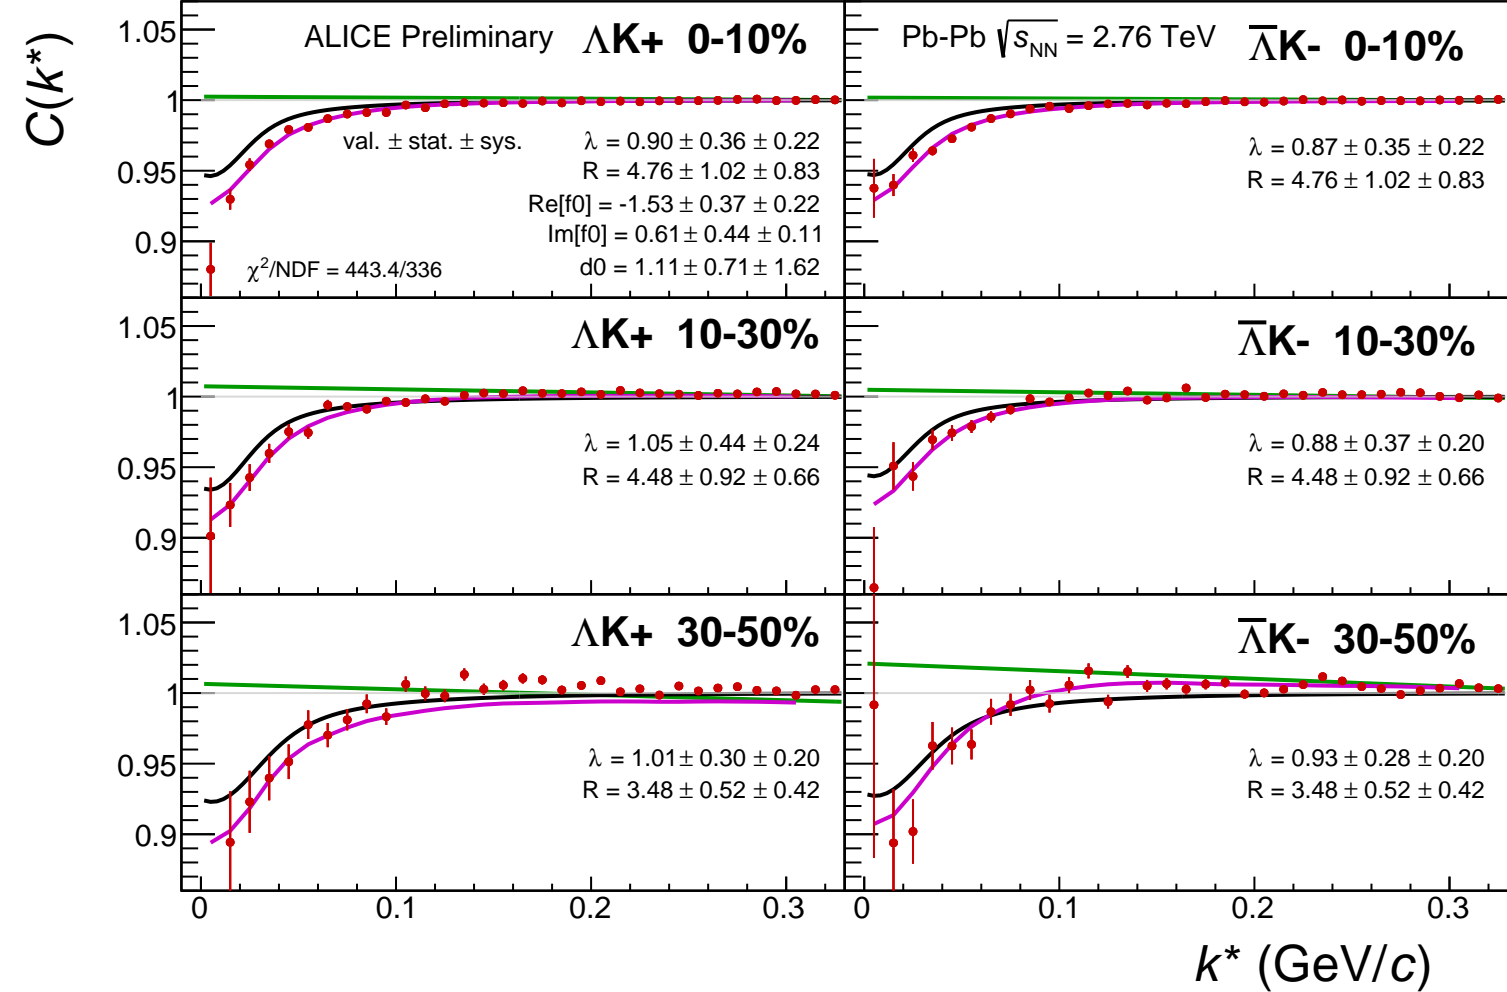 C(k*)
ALICE Preliminary ΛK+ 0-10%
1.05
1
0.95
0.9
val. ± stat. ± sys.
λ = 0.90 ± 0.36 ± 0.22
R = 4.76 ± 1.02 ± 0.83
Re[f0] = -1.53 ± 0.37 ± 0.22
Im[f0] = 0.61 ± 0.44 ± 0.11
d0 = 1.11 ± 0.71 ± 1.62
χ²/NDF = 443.4/336
Pb-Pb √s_NN = 2.76 TeV Λ̅K- 0-10%
λ = 0.87 ± 0.35 ± 0.22
R = 4.76 ± 1.02 ± 0.83
ΛK+ 10-30%
1.05
1
0.95
0.9
λ = 1.05 ± 0.44 ± 0.24
R = 4.48 ± 0.92 ± 0.66
Λ̅K- 10-30%
λ = 0.88 ± 0.37 ± 0.20
R = 4.48 ± 0.92 ± 0.66
ΛK+ 30-50%
1.05
1
0.95
0.9
λ = 1.01 ± 0.30 ± 0.20
R = 3.48 ± 0.52 ± 0.42
Λ̅K- 30-50%
λ = 0.93 ± 0.28 ± 0.20
R = 3.48 ± 0.52 ± 0.42
0 0.1 0.2 0.3
0 0.1 0.2 0.3
k* (GeV/c)